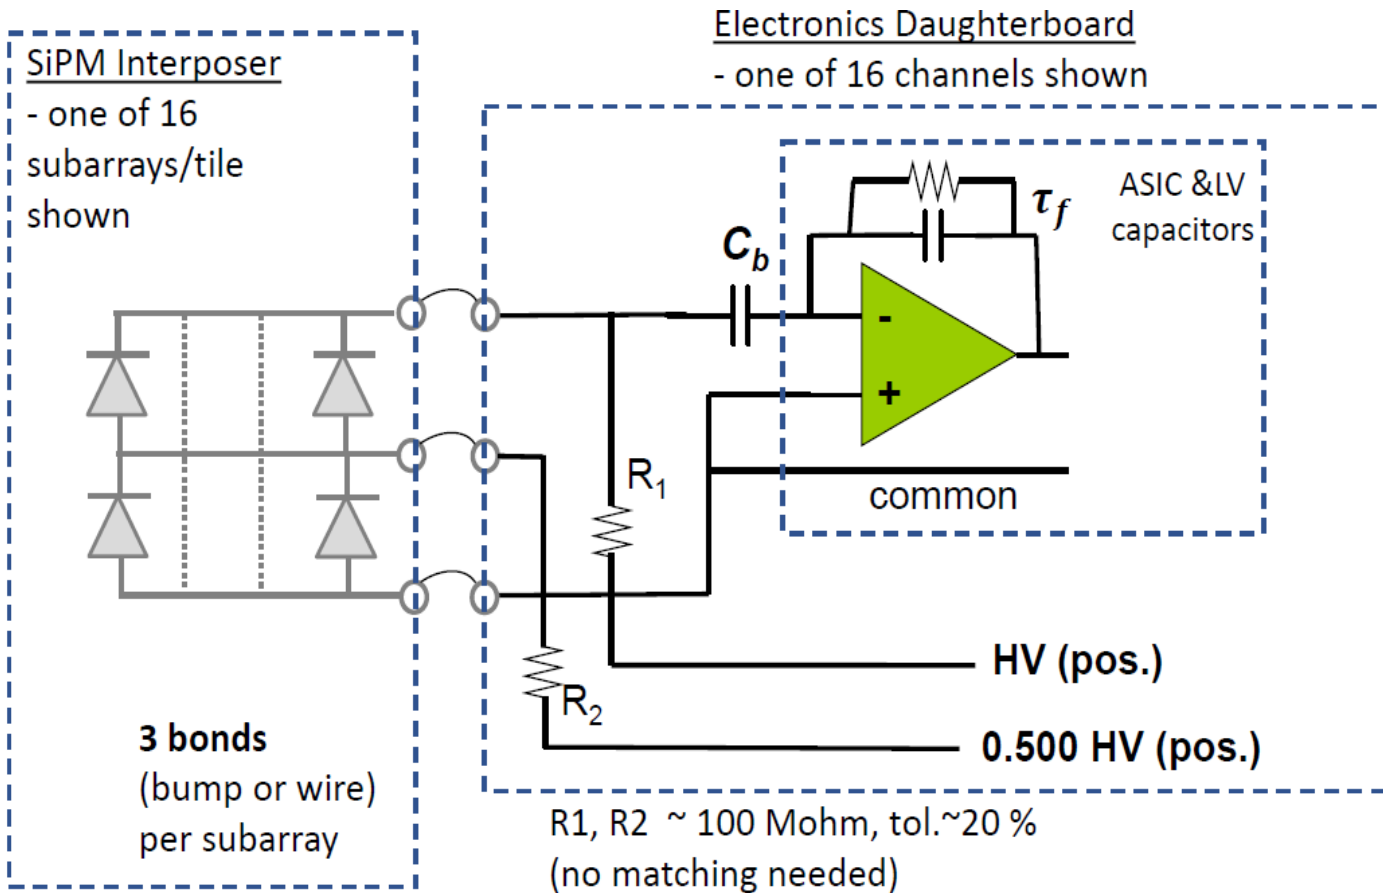 SiPM Interposer
- one of 16
subarrays/tile
shown
Electronics Daughterboard
- one of 16 channels shown
ASIC &LV
capacitors
τf
Cb
-
+
R1
common
HV (pos.)
R2
0.500 HV (pos.)
3 bonds
(bump or wire)
per subarray
R1, R2 ~ 100 Mohm, tol.~20 %
(no matching needed)